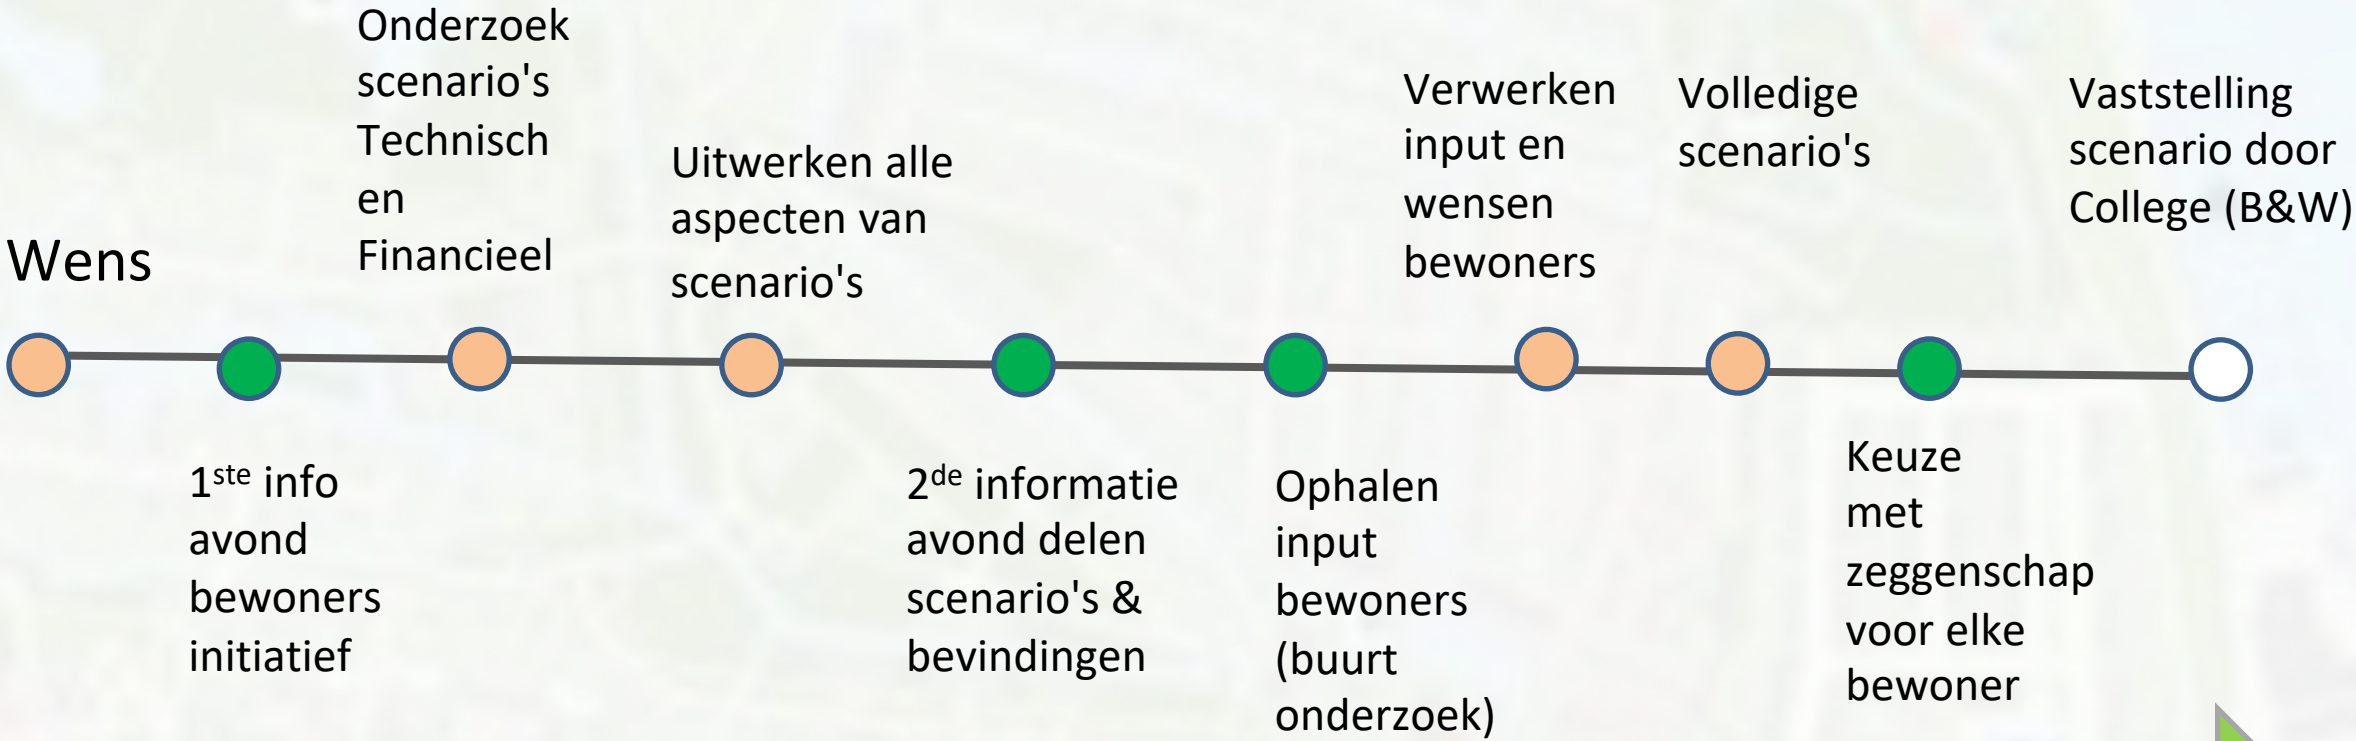 Wens
1ste info
avond
bewoners
initiatief
Onderzoek
scenario's
Technisch
en
Financieel
Uitwerken alle
aspecten van
scenario's
2de informatie
avond delen
scenario's &
bevindingen
Ophalen
input
bewoners
(buurt
onderzoek)
Verwerken
input en
wensen
bewoners
Volledige
scenario's
Keuze
met
zeggenschap
voor elke
bewoner
Vaststelling
scenario door
College (B&W)